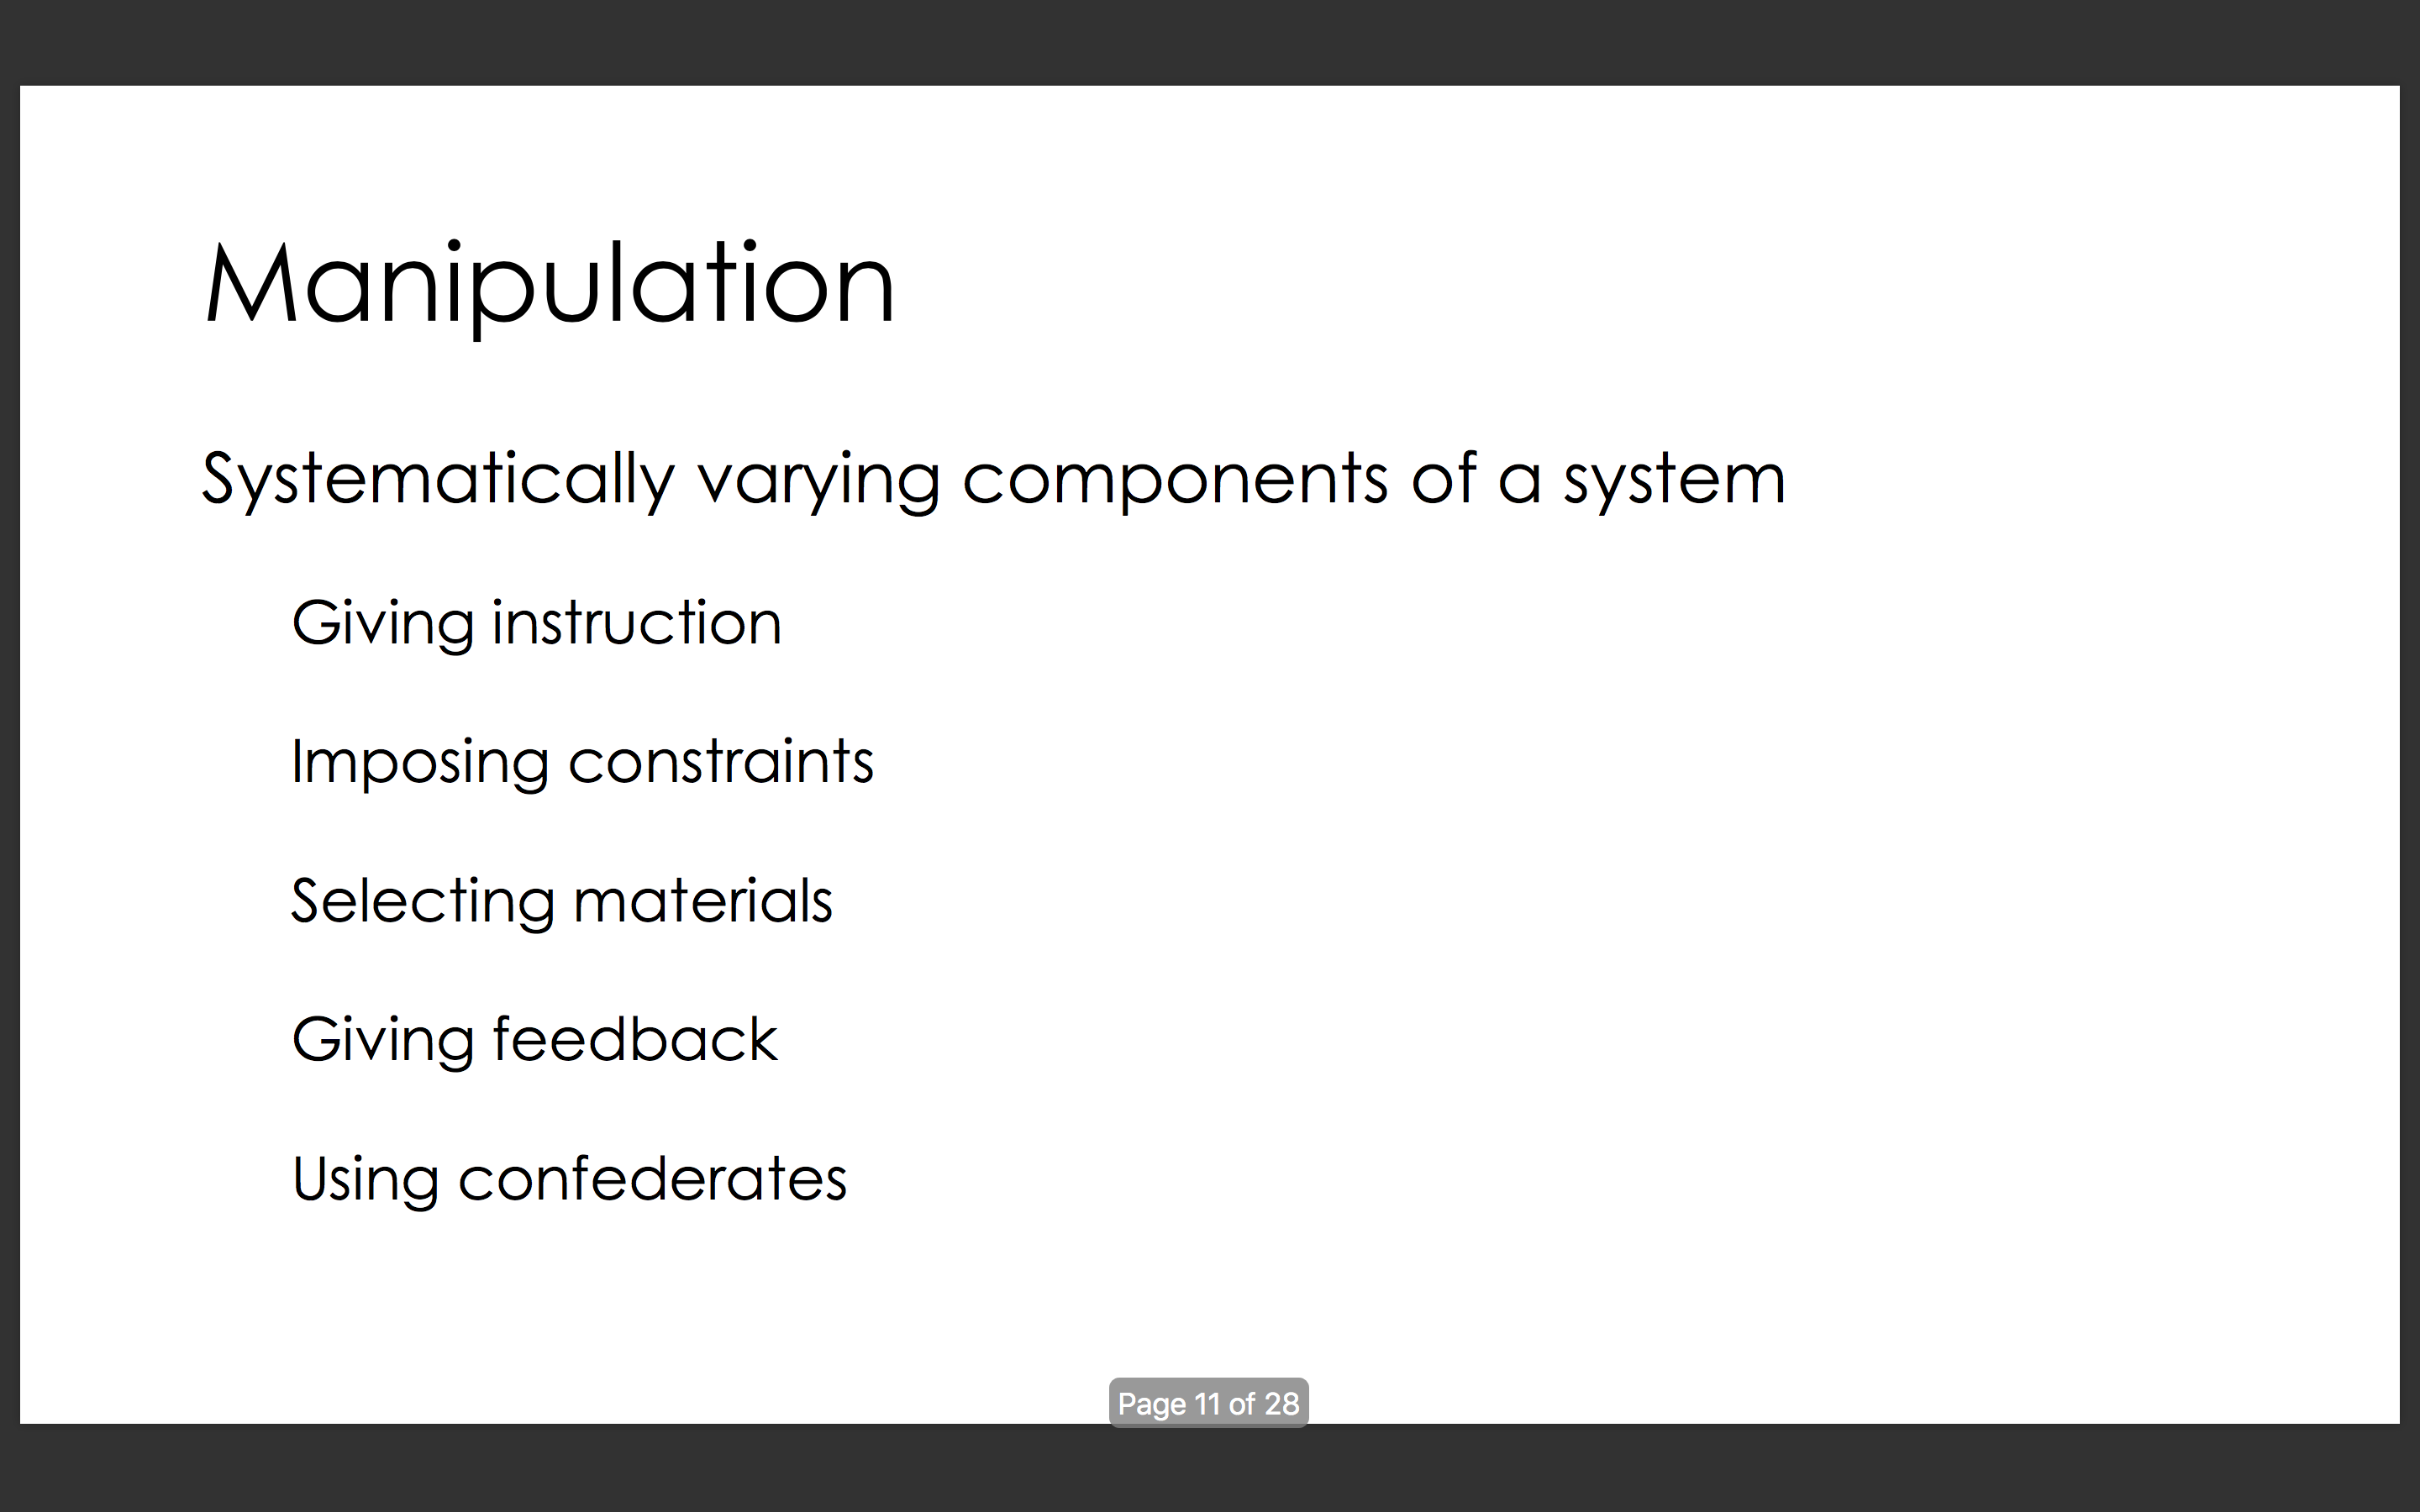 Manipulation
Systematically varying components of a system
Giving instruction
Imposing constraints
Selecting materials
Giving feedback
Using confederates
Page 11 of 28